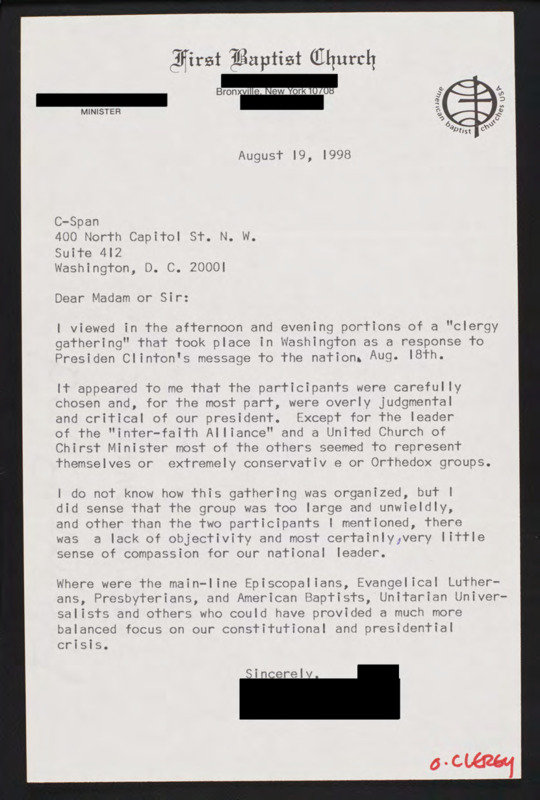 First Baptist Church
Bronxville, New York 10708
MINISTER
american baptist churches USA
August 19, 1998
C-Span
400 North Capitol St. N. W.
Suite 412
Washington, D. C. 20001
Dear Madam or Sir:
I viewed in the afternoon and evening portions of a "clergy
gathering" that took place in Washington as a response to
Presiden Clinton's message to the nation, Aug. 18th.
It appeared to me that the participants were carefully
chosen and, for the most part, were overly judgmental
and critical of our president. Except for the leader
of the "inter-faith Alliance" and a United Church of
Chirst Minister most of the others seemed to represent
themselves or extremely conservativ e or Orthodox groups.
I do not know how this gathering was organized, but I
did sense that the group was too large and unwieldly,
and other than the two participants I mentioned, there
was a lack of objectivity and most certainly,very little
sense of compassion for our national leader.
Where were the main-line Episcopalians, Evangelical Luther-
ans, Presbyterians, and American Baptists, Unitarian Univer-
salists and others who could have provided a much more
balanced focus on our constitutional and presidential
crisis.
Sincerely,
O. CLERGY